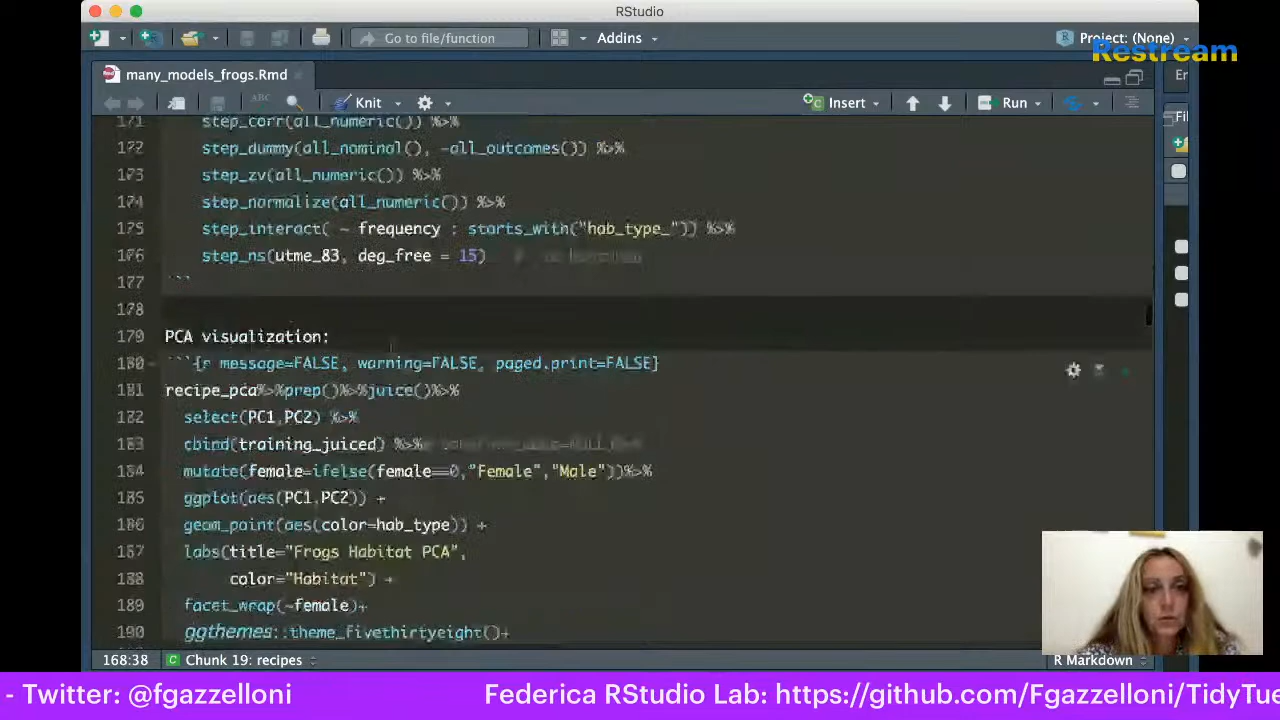 RStudio
Go to file/function
Addins
Project: (None)
Restream
many_models_frogs.Rmd
En
ABC
Knit
Insert
Run
Fil
171 step_corr(all_numeric()) %>%
172 step_dummy(all_nominal(), -all_outcomes()) %>%
173 step_zv(all_numeric()) %>%
174 step_normalize(all_numeric()) %>%
175 step_interact( ~ frequency : starts_with("hab_type_")) %>%
176 step_ns(utme_83, deg_free = 15) #
177 ```
178
179 PCA visualization:
180 ```{r message=FALSE, warning=FALSE, paged.print=FALSE}
181 recipe_pca%>%prep()%>%juice()%>%
182 select(PC1,PC2) %>%
183 cbind(training_juiced) %>%
184 mutate(female=ifelse(female==0,"Female","Male"))%>%
185 ggplot(aes(PC1,PC2)) +
186 geom_point(aes(color=hab_type)) +
187 labs(title="Frogs Habitat PCA",
188 color="Habitat") +
189 facet_wrap(~female)+
190 ggthemes::theme_fivethirtyeight()+
168:38
Chunk 19: recipes
R Markdown
- Twitter: @fgazzelloni
Federica RStudio Lab: https://github.com/Fgazzelloni/TidyTue